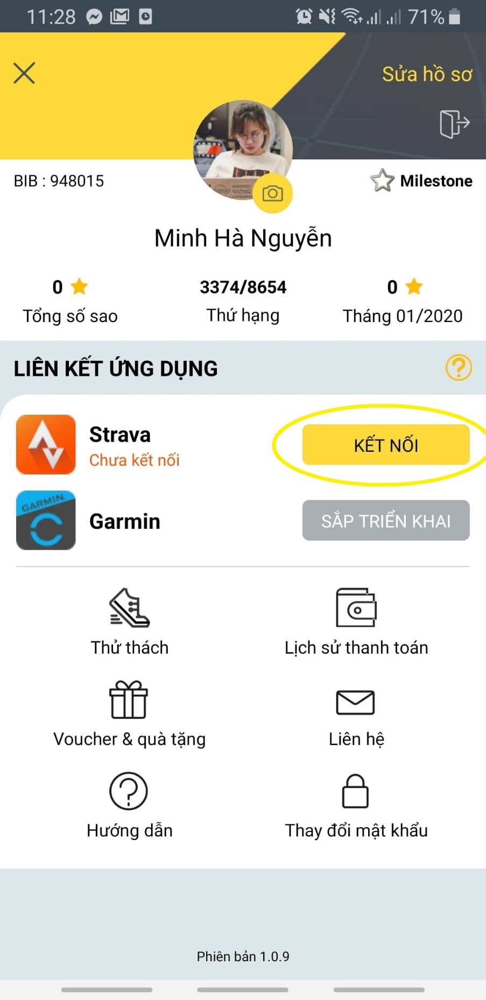 11:28
71%
Sửa hồ sơ
BIB : 948015
Milestone
Minh Hà Nguyễn
0
3374/8654
0
Tổng số sao
Thứ hạng
Tháng 01/2020
LIÊN KẾT ỨNG DỤNG
Strava
Chưa kết nối
KẾT NỐI
GARMIN
Garmin
SẮP TRIỂN KHAI
Thử thách
Lịch sử thanh toán
Voucher & quà tặng
Liên hệ
Hướng dẫn
Thay đổi mật khẩu
Phiên bản 1.0.9